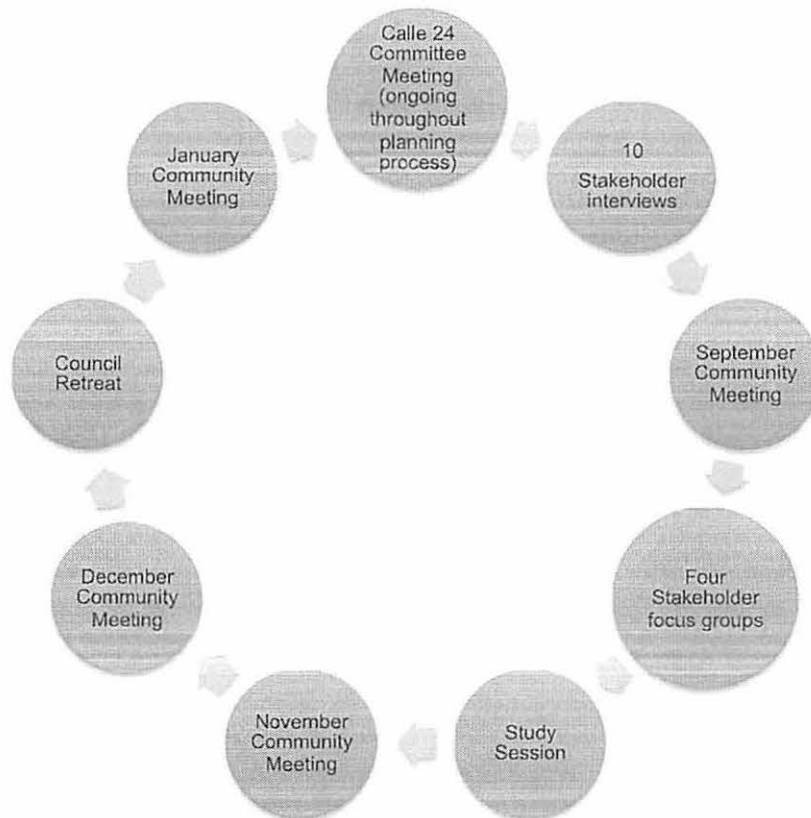 Calle 24
Committee
Meeting
(ongoing
throughout
planning
process)
10
Stakeholder
interviews
September
Community
Meeting
Four
Stakeholder
focus groups
Study
Session
November
Community
Meeting
December
Community
Meeting
Council
Retreat
January
Community
Meeting